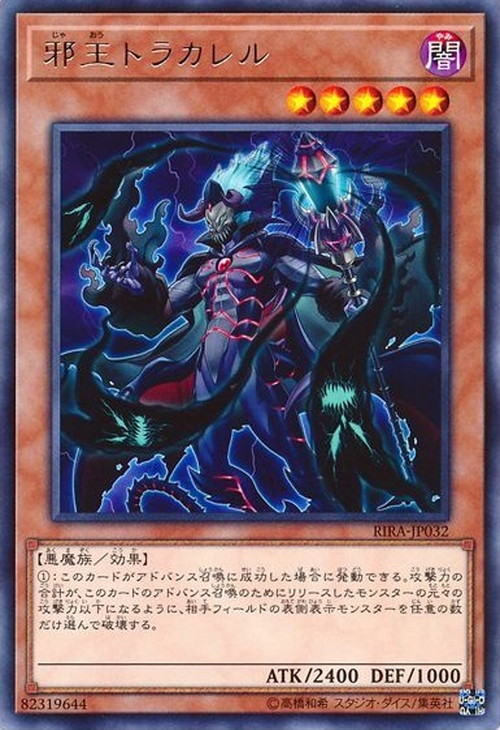 邪王トラカレル
じゃ おう
闇
やみ
RIRA-JP032
【悪魔族／効果】
①:このカードがアドバンス召喚に成功した場合に発動できる。攻撃力の
合計が、このカードのアドバンス召喚のためにリリースしたモンスターの元々の
攻撃力以下になるように、相手フィールドの表側表示モンスターを任意の数
だけ選んで破壊する。
ATK/2400 DEF/1000
82319644
©高橋和希 スタジオ・ダイス/集英社